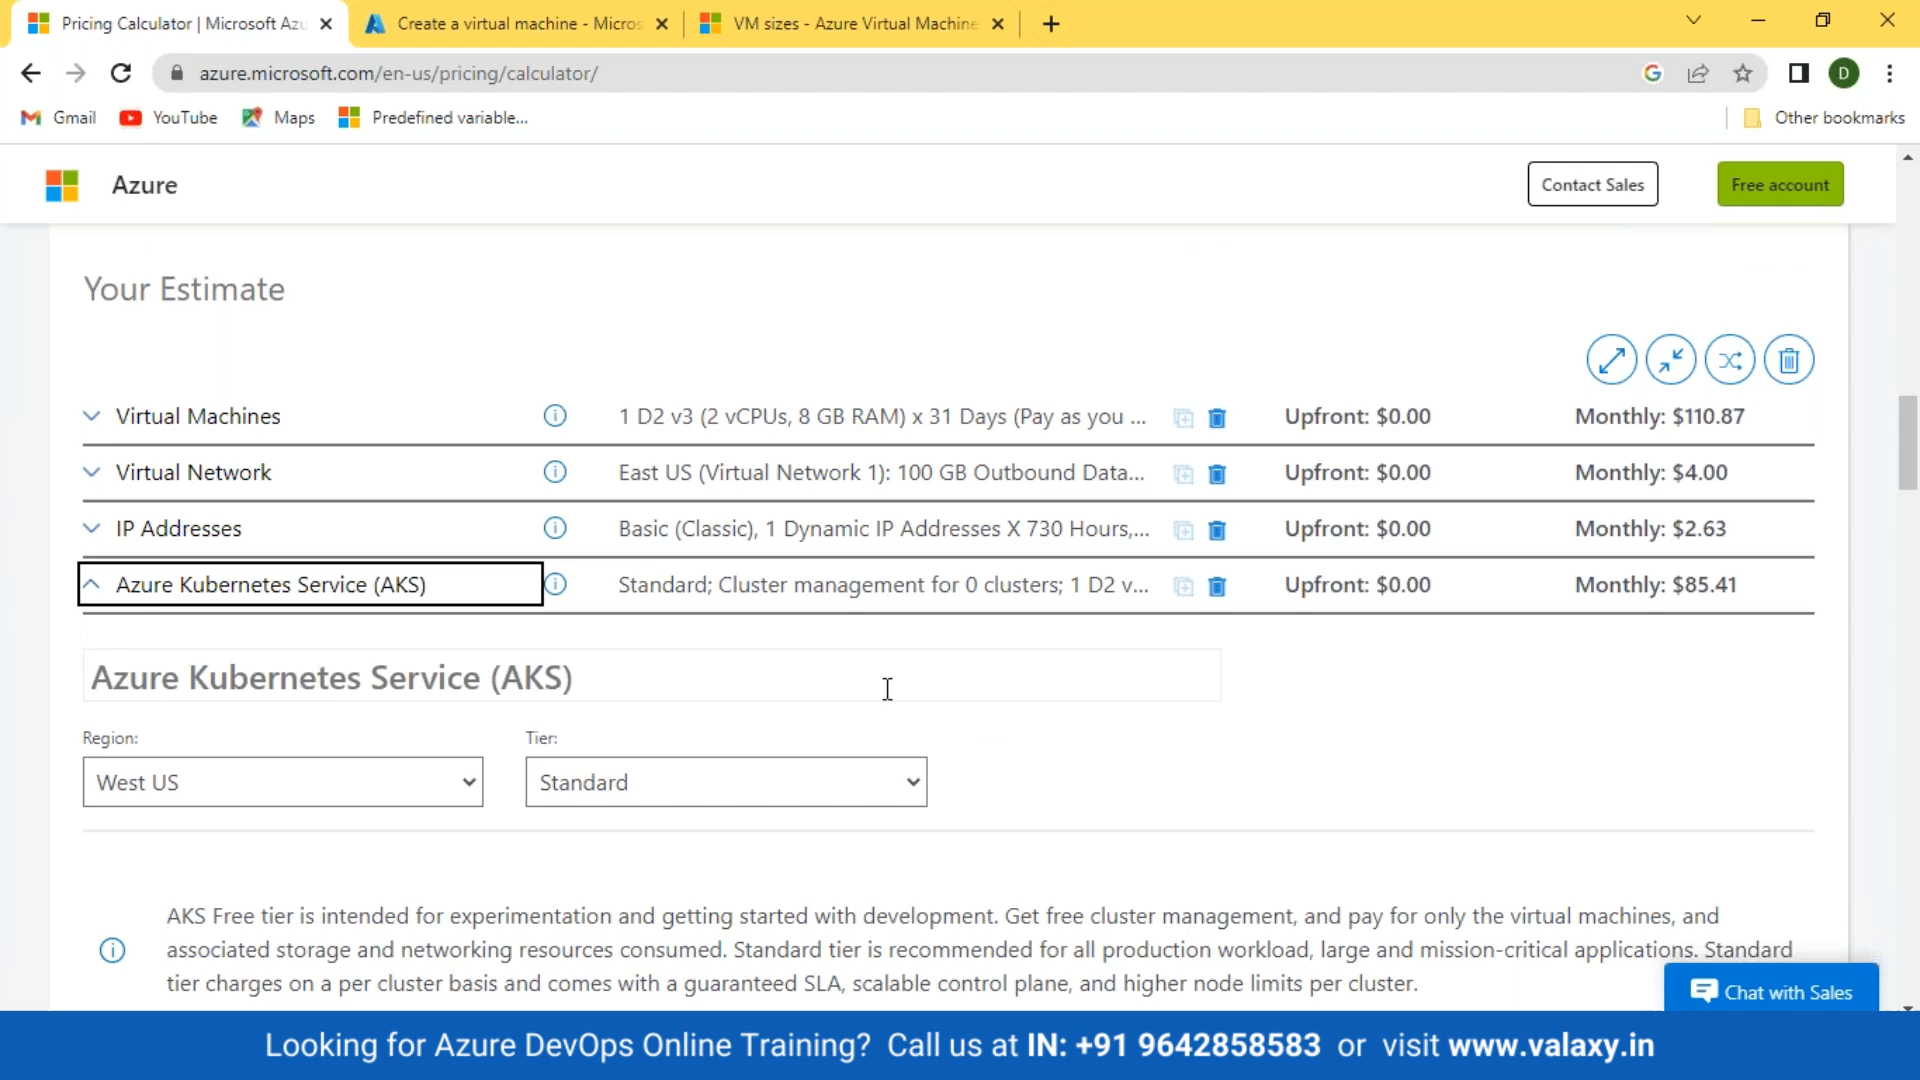 Pricing Calculator | Microsoft Azu
Create a virtual machine - Micros
VM sizes - Azure Virtual Machine
azure.microsoft.com/en-us/pricing/calculator/
D
Gmail
YouTube
Maps
Predefined variable...
Other bookmarks
Azure
Contact Sales
Free account
Your Estimate
Virtual Machines 1 D2 v3 (2 vCPUs, 8 GB RAM) x 31 Days (Pay as you ... Upfront: $0.00 Monthly: $110.87
Virtual Network East US (Virtual Network 1): 100 GB Outbound Data... Upfront: $0.00 Monthly: $4.00
IP Addresses Basic (Classic), 1 Dynamic IP Addresses X 730 Hours,... Upfront: $0.00 Monthly: $2.63
Azure Kubernetes Service (AKS) Standard; Cluster management for 0 clusters; 1 D2 v... Upfront: $0.00 Monthly: $85.41
Azure Kubernetes Service (AKS)
Region: Tier:
West US Standard
AKS Free tier is intended for experimentation and getting started with development. Get free cluster management, and pay for only the virtual machines, and
associated storage and networking resources consumed. Standard tier is recommended for all production workload, large and mission-critical applications. Standard
tier charges on a per cluster basis and comes with a guaranteed SLA, scalable control plane, and higher node limits per cluster.
Chat with Sales
Looking for Azure DevOps Online Training? Call us at IN: +91 9642858583 or visit www.valaxy.in